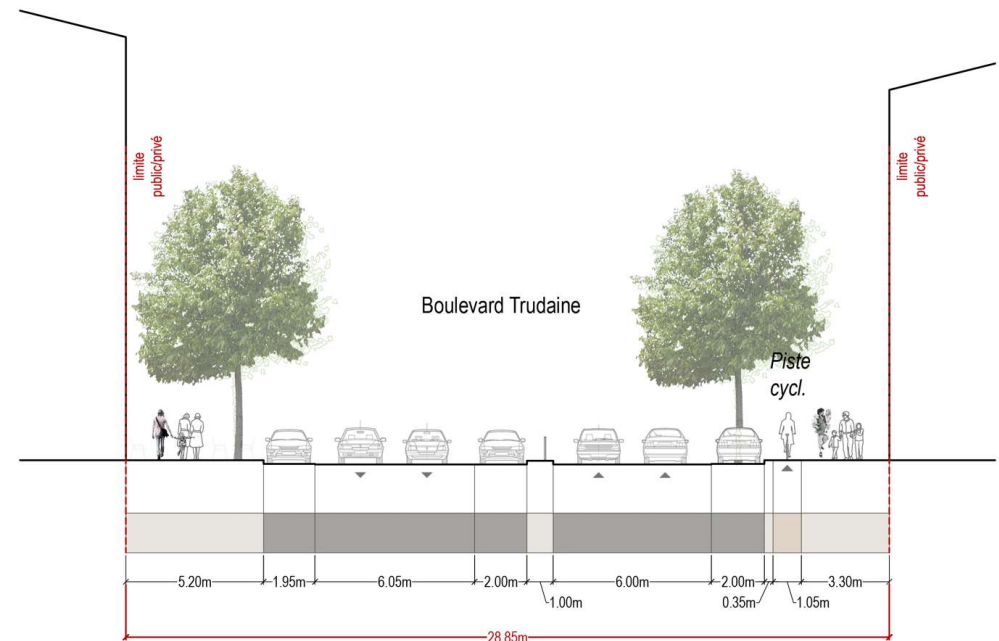 limite
public/privé
limite
public/privé
Boulevard Trudaine
Piste
cycl.
5.20m
1.95m
6.05m
2.00m
1.00m
6.00m
2.00m
0.35m
1.05m
3.30m
28.85m